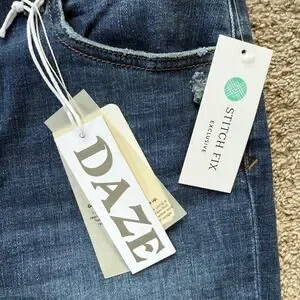 DAZE
STITCH FIX
EXCLUSIVE